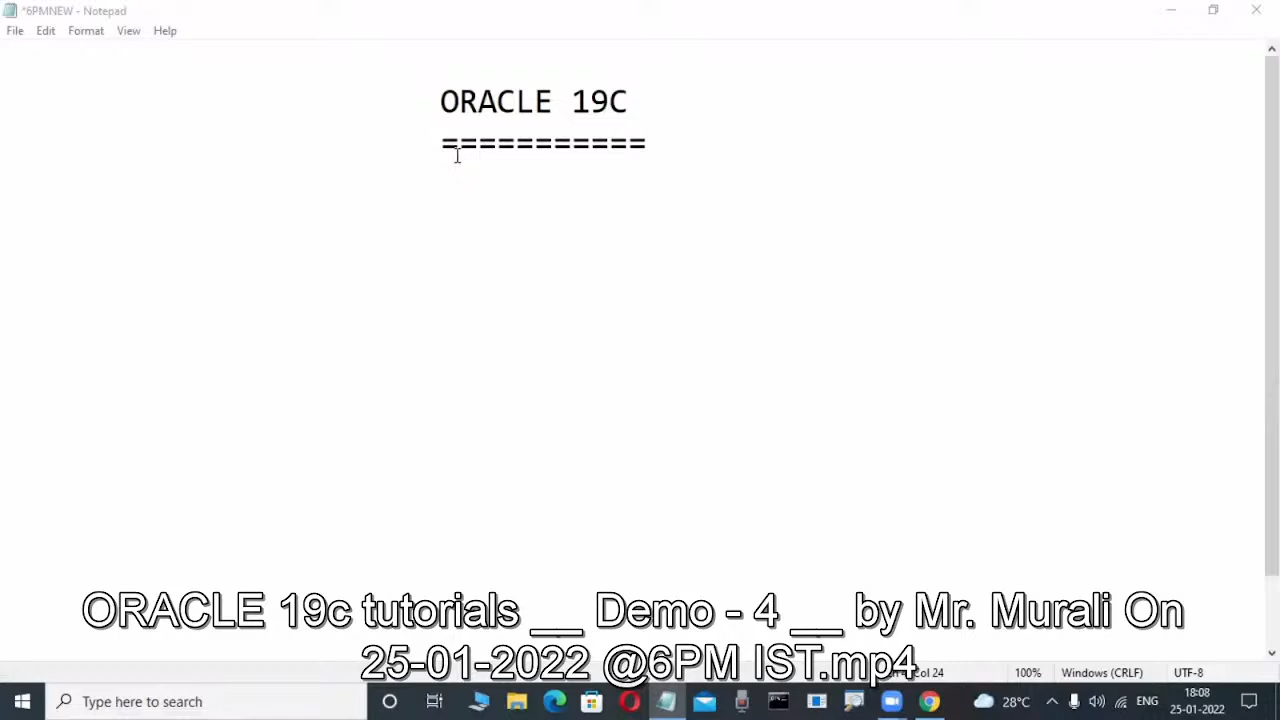 *6PMNEW - Notepad
File Edit Format View Help
ORACLE 19C
===========
ORACLE 19c tutorials __ Demo - 4 __ by Mr. Murali On
25-01-2022 @6PM IST.mp4
Col 24 100% Windows (CRLF) UTF-8
Type here to search 28°C ENG 18:08
25-01-2022